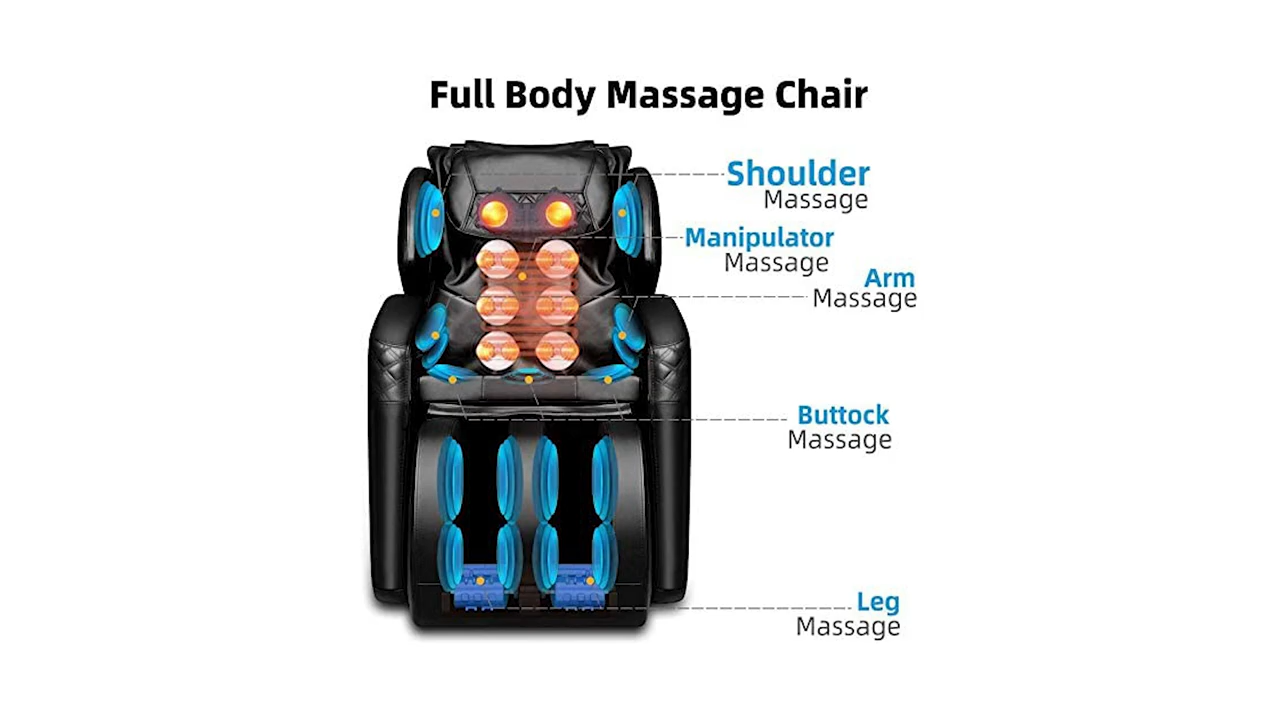 Full Body Massage Chair
Shoulder
Massage
Manipulator
Massage
Arm
Massage
Buttock
Massage
Leg
Massage